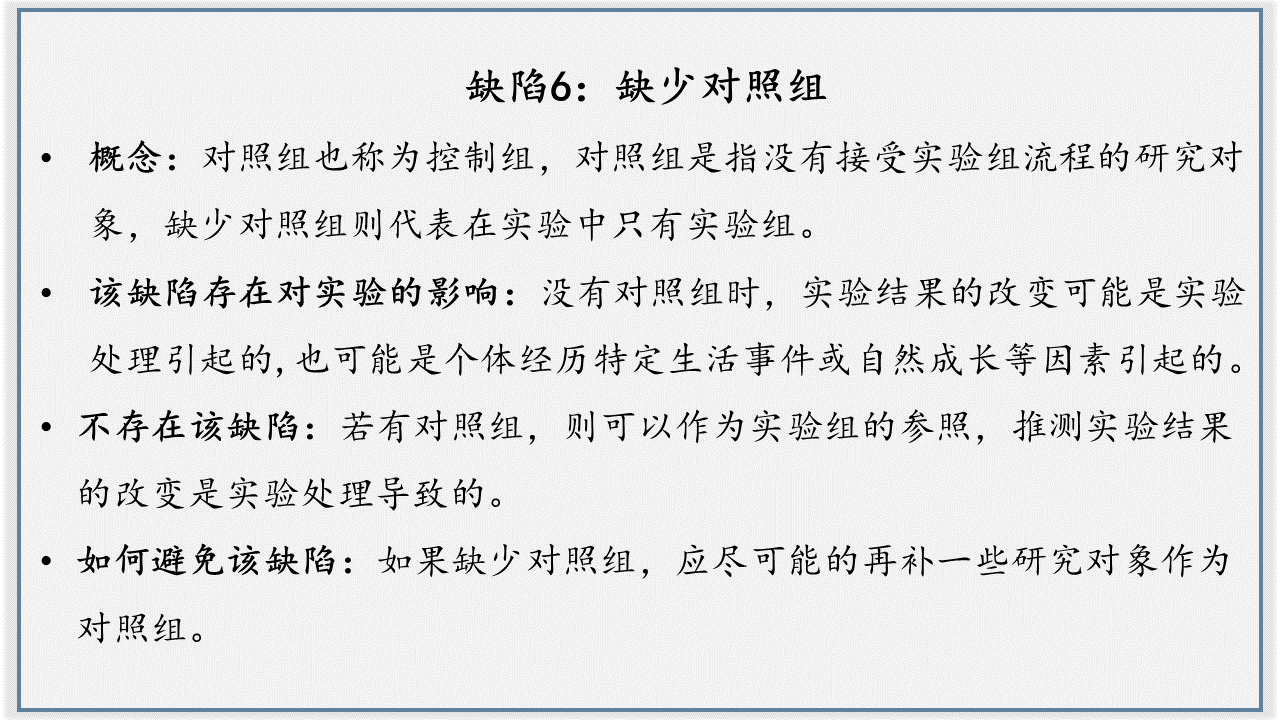 缺陷6：缺少对照组
• 概念：对照组也称为控制组，对照组是指没有接受实验组流程的研究对
象，缺少对照组则代表在实验中只有实验组。
• 该缺陷存在对实验的影响：没有对照组时，实验结果的改变可能是实验
处理引起的,也可能是个体经历特定生活事件或自然成长等因素引起的。
• 不存在该缺陷：若有对照组，则可以作为实验组的参照，推测实验结果
的改变是实验处理导致的。
• 如何避免该缺陷：如果缺少对照组，应尽可能的再补一些研究对象作为
对照组。